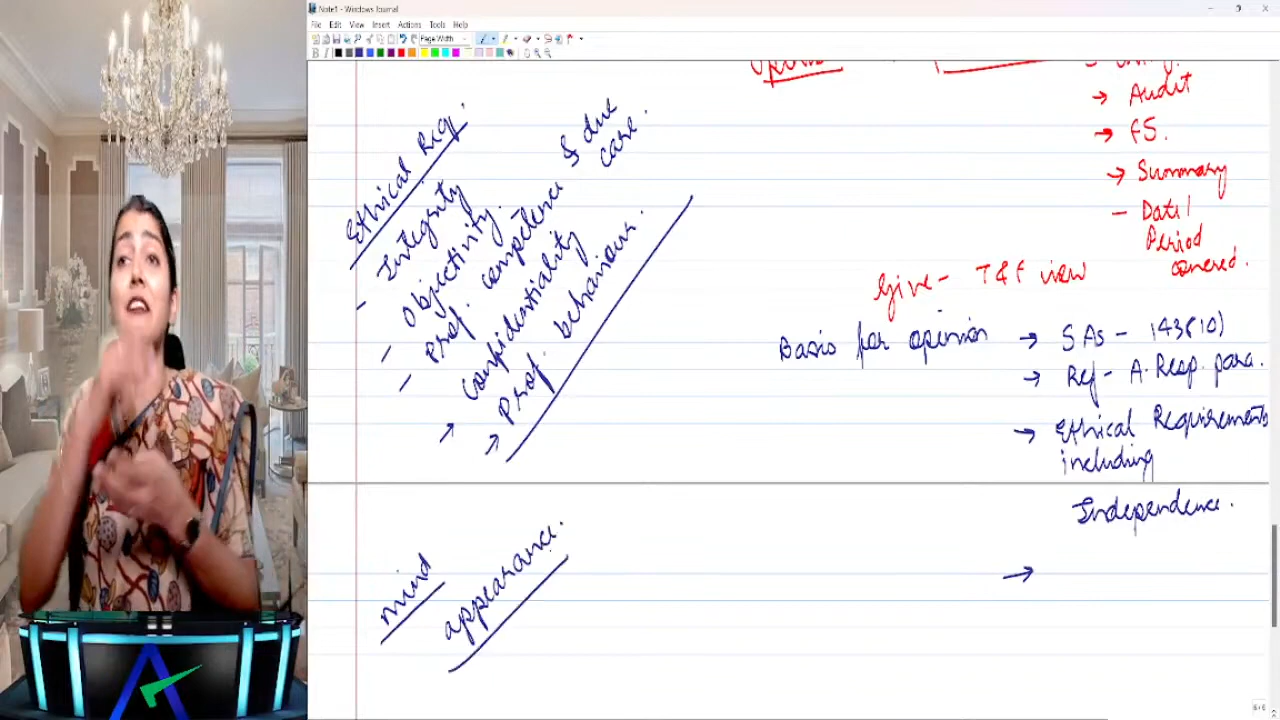 Note1 - Windows Journal
File Edit View Insert Actions Tools Help
Page Width
→ Audit
→ FS.
→ Summary
- Date/
Period
covered.
Give - T & F view
Basis for opinion → SAs - 143(10)
→ Ref - A. Resp. para.
→ Ethical Requirements
including
Independence.
→
Ethical Req.
- Integrity
- Objectivity.
- Prof. competence & due
care.
→ Confidentiality
→ Prof. behaviour.
mind
appearance.